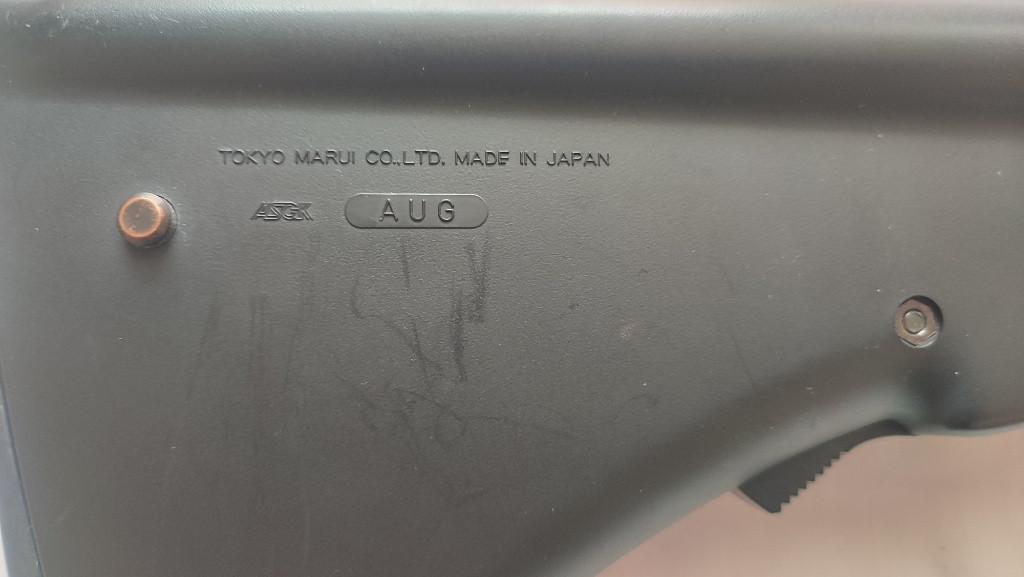 TOKYO MARUI CO.,LTD. MADE IN JAPAN
ASGK AUG